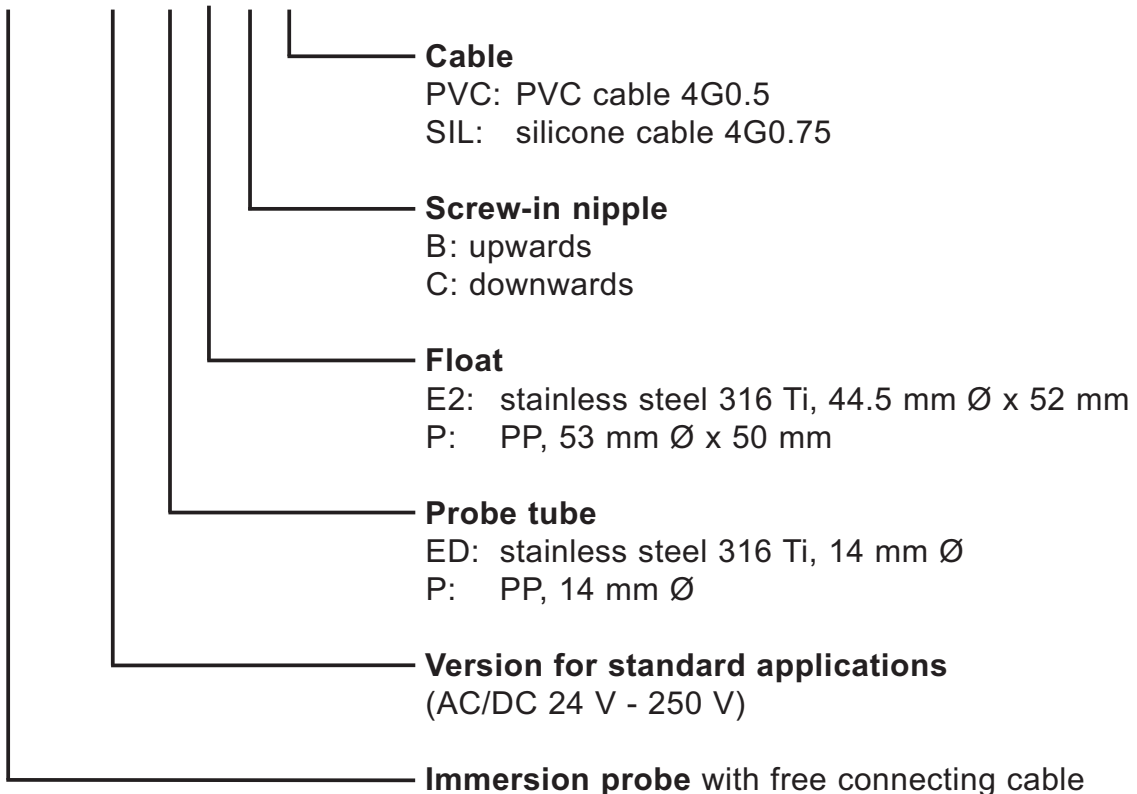 Cable
PVC: PVC cable 4G0.5
SIL: silicone cable 4G0.75
Screw-in nipple
B: upwards
C: downwards
Float
E2: stainless steel 316 Ti, 44.5 mm Ø x 52 mm
P: PP, 53 mm Ø x 50 mm
Probe tube
ED: stainless steel 316 Ti, 14 mm Ø
P: PP, 14 mm Ø
Version for standard applications
(AC/DC 24 V - 250 V)
Immersion probe with free connecting cable